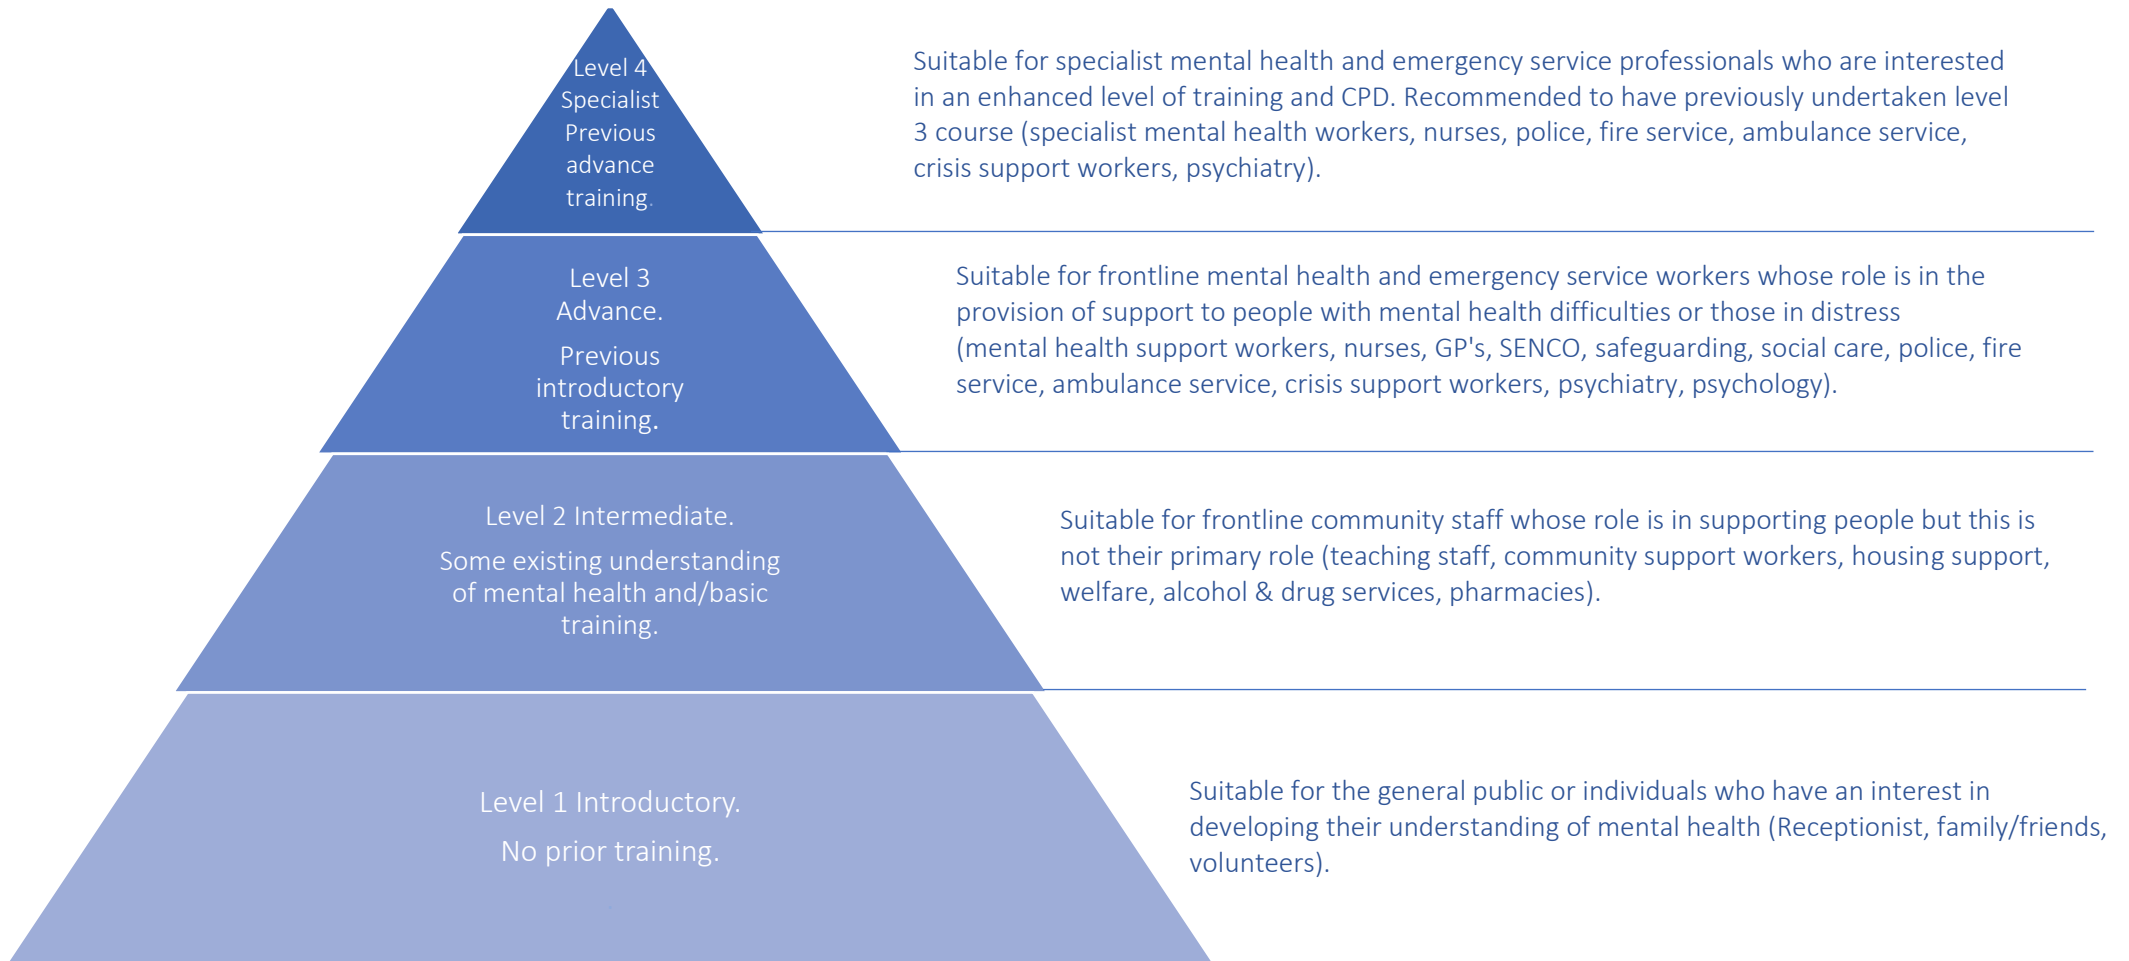 Level 4
Specialist
Previous
advance
training.
Suitable for specialist mental health and emergency service professionals who are interested
in an enhanced level of training and CPD. Recommended to have previously undertaken level
3 course (specialist mental health workers, nurses, police, fire service, ambulance service,
crisis support workers, psychiatry).
Level 3
Advance.
Previous
introductory
training.
Suitable for frontline mental health and emergency service workers whose role is in the
provision of support to people with mental health difficulties or those in distress
(mental health support workers, nurses, GP's, SENCO, safeguarding, social care, police, fire
service, ambulance service, crisis support workers, psychiatry, psychology).
Level 2 Intermediate.
Some existing understanding
of mental health and/basic
training.
Suitable for frontline community staff whose role is in supporting people but this is
not their primary role (teaching staff, community support workers, housing support,
welfare, alcohol & drug services, pharmacies).
Level 1 Introductory.
No prior training.
Suitable for the general public or individuals who have an interest in
developing their understanding of mental health (Receptionist, family/friends,
volunteers).